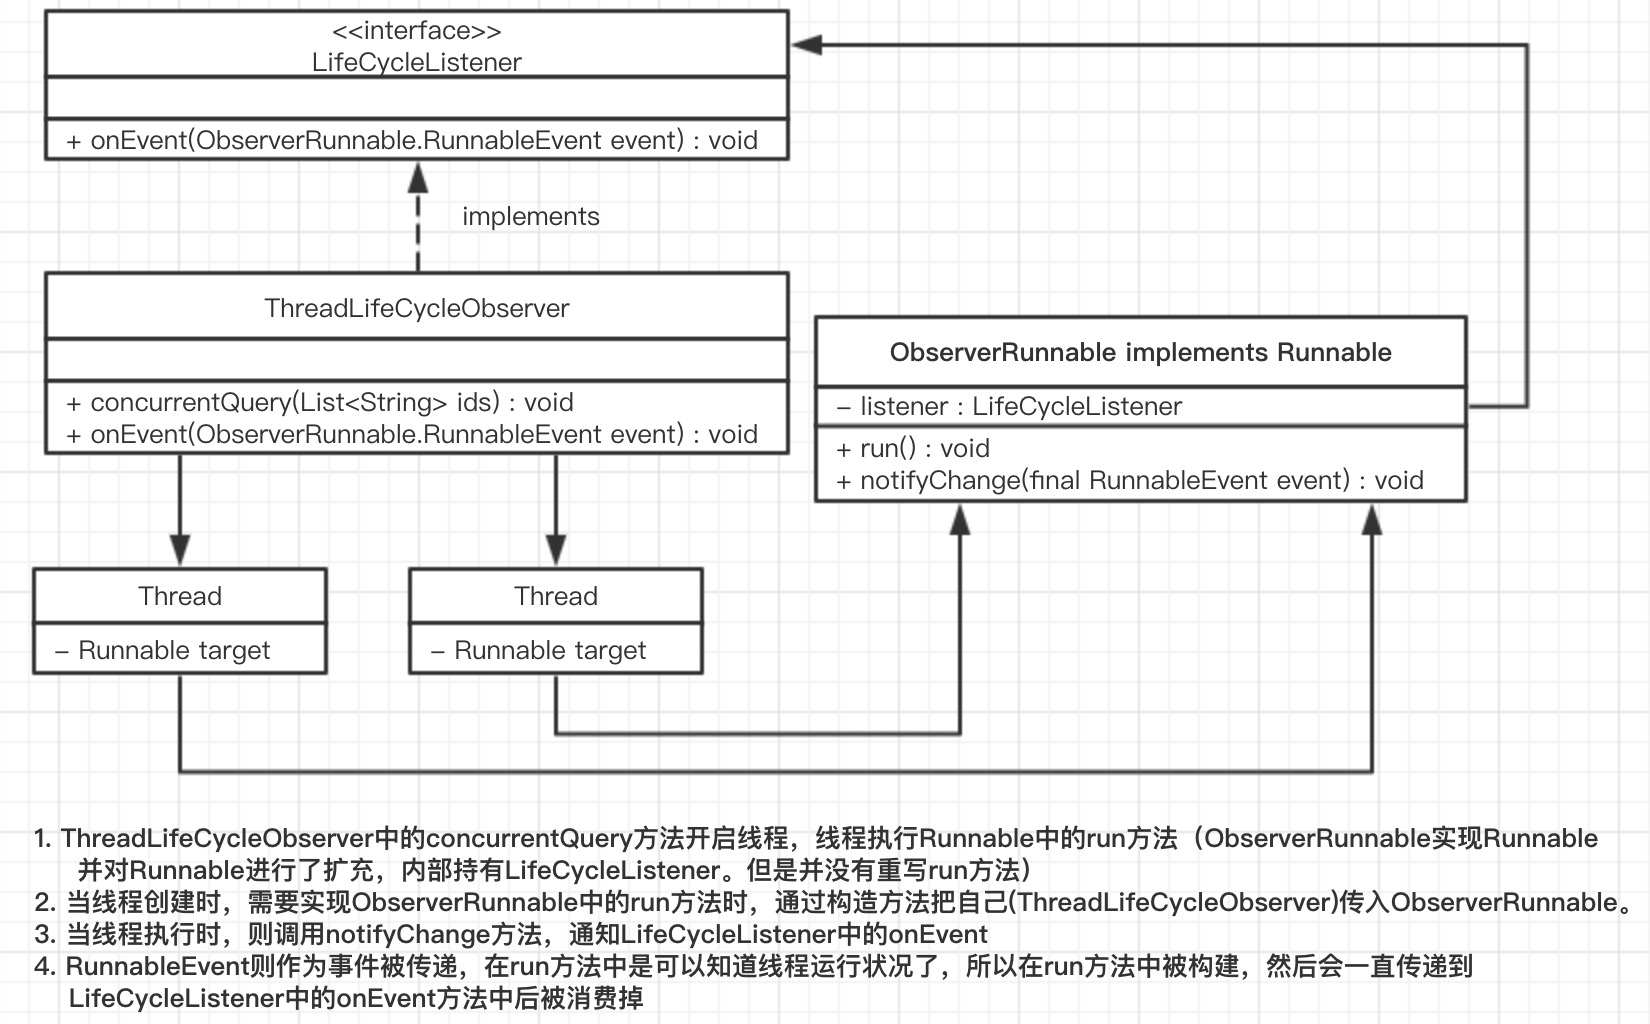 <<interface>>
LifeCycleListener
+ onEvent(ObserverRunnable.RunnableEvent event) : void
implements
ThreadLifeCycleObserver
+ concurrentQuery(List<String> ids) : void
+ onEvent(ObserverRunnable.RunnableEvent event) : void
ObserverRunnable implements Runnable
– listener : LifeCycleListener
+ run() : void
+ notifyChange(final RunnableEvent event) : void
Thread
– Runnable target
Thread
– Runnable target
1. ThreadLifeCycleObserver中的concurrentQuery方法开启线程，线程执行Runnable中的run方法（ObserverRunnable实现Runnable
并对Runnable进行了扩充，内部持有LifeCycleListener。但是并没有重写run方法）
2. 当线程创建时，需要实现ObserverRunnable中的run方法时，通过构造方法把自己(ThreadLifeCycleObserver)传入ObserverRunnable。
3. 当线程执行时，则调用notifyChange方法，通知LifeCycleListener中的onEvent
4. RunnableEvent则作为事件被传递，在run方法中是可以知道线程运行状况了，所以在run方法中被构建，然后会一直传递到
LifeCycleListener中的onEvent方法中后被消费掉